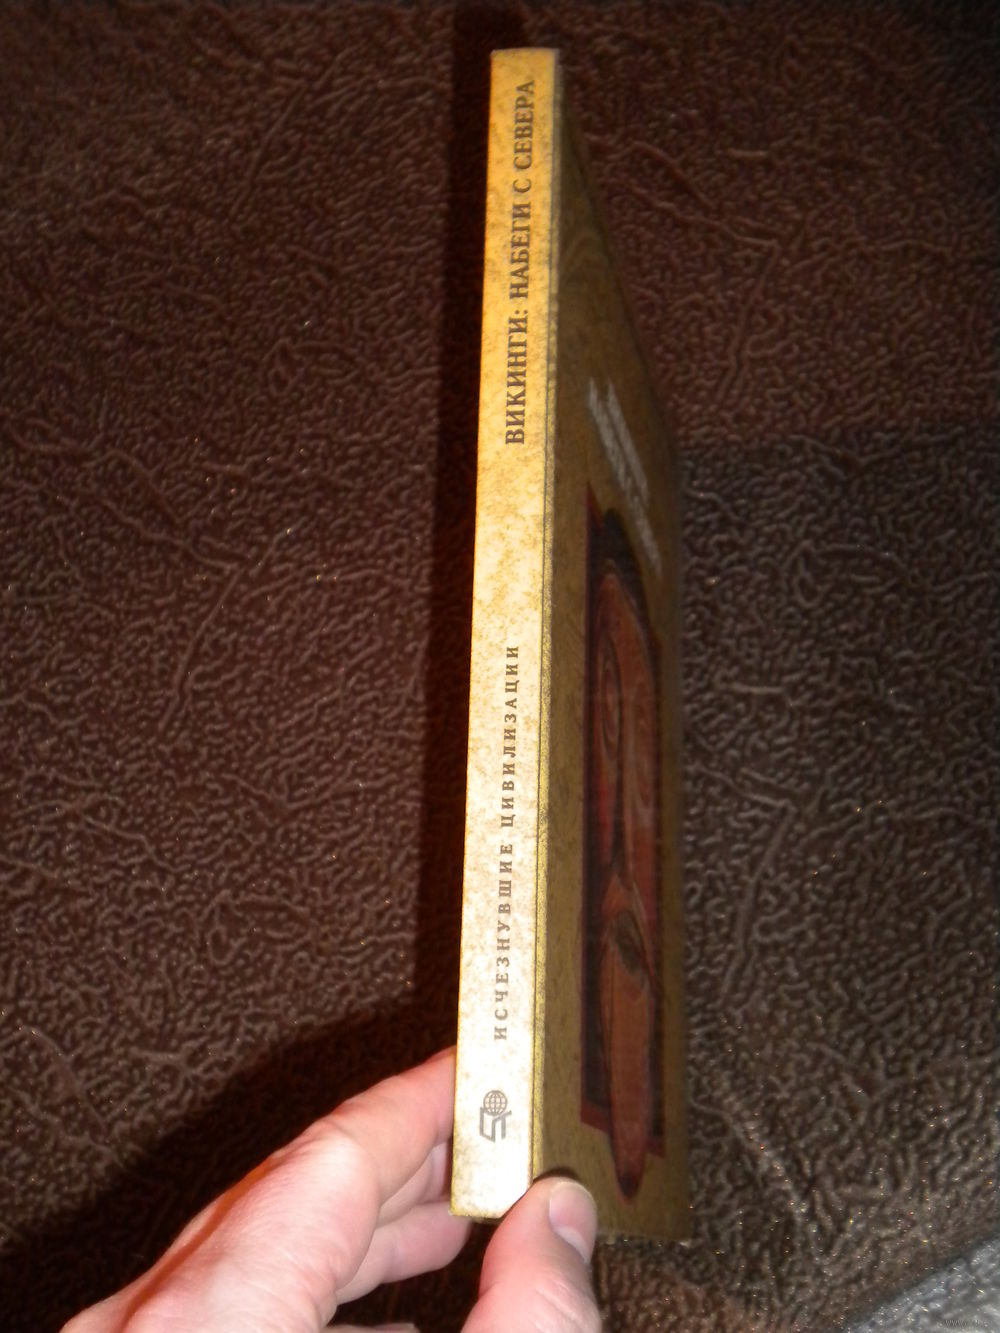 ВИКИНГИ: НАБЕГИ С СЕВЕРА
ИСЧЕЗНУВШИЕ ЦИВИЛИЗАЦИИ